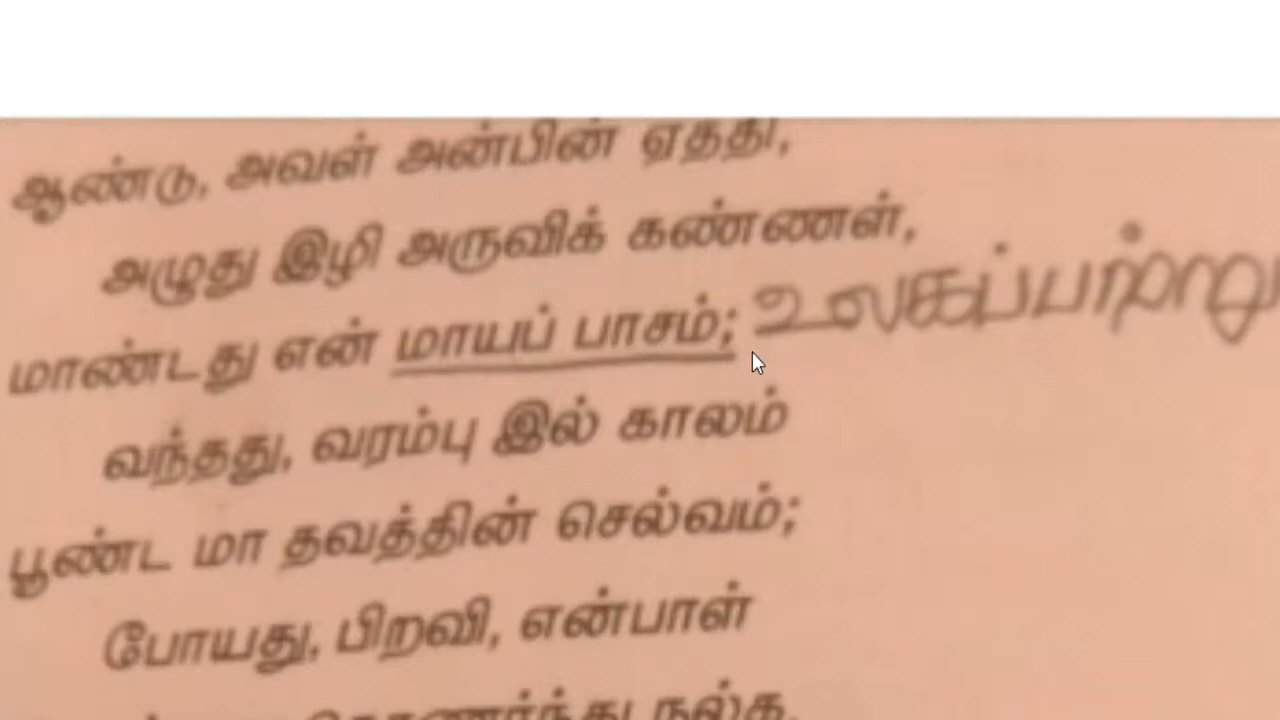 ஆண்டு, அவள் அன்பின் ஏத்தி,
அழுது இழி அருவிக் கண்ணள்,
மாண்டது என் மாயப் பாசம்; உலகப்பற்று
வந்தது, வரம்பு இல் காலம்
பூண்ட மா தவத்தின் செல்வம்;
போயது, பிறவி, என்பாள்